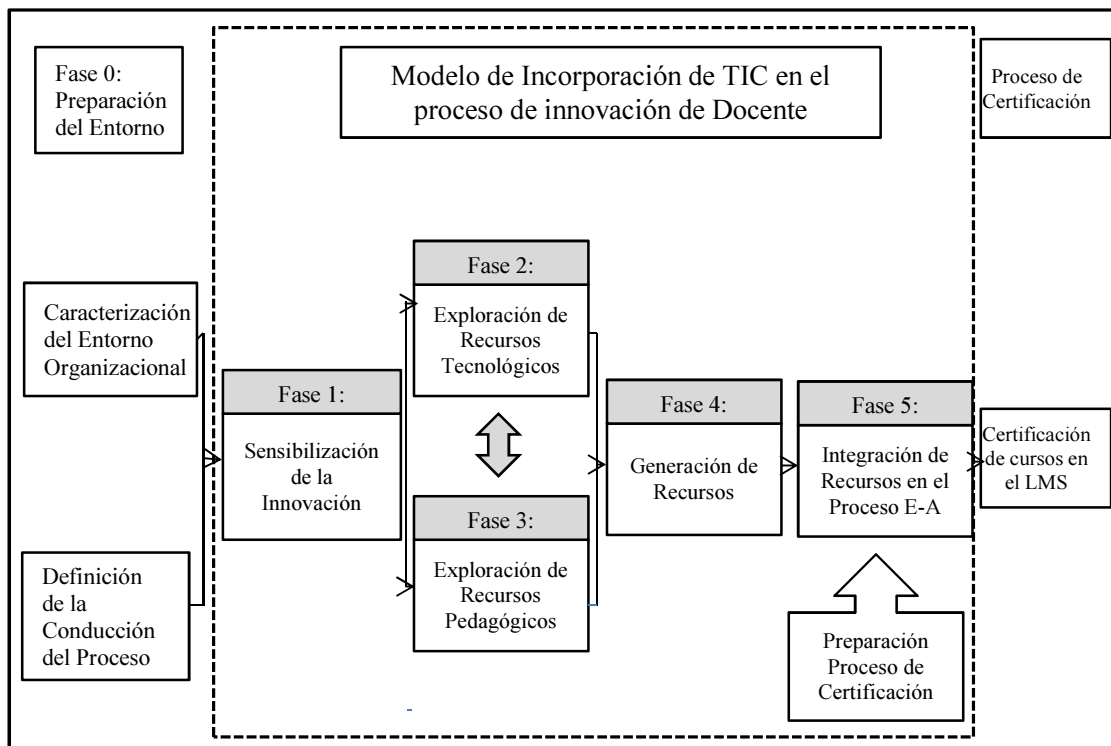 Fase 0:
Preparación
del Entorno
Modelo de Incorporación de TIC en el
proceso de innovación de Docente
Proceso de
Certificación
Caracterización
del Entorno
Organizacional
Definición
de la
Conducción
del Proceso
Fase 1:
Sensibilización
de la
Innovación
Fase 2:
Exploración de
Recursos
Tecnológicos
Fase 3:
Exploración de
Recursos
Pedagógicos
Fase 4:
Generación de
Recursos
Fase 5:
Integración de
Recursos en el
Proceso E-A
Preparación
Proceso de
Certificación
Certificación
de cursos en
el LMS